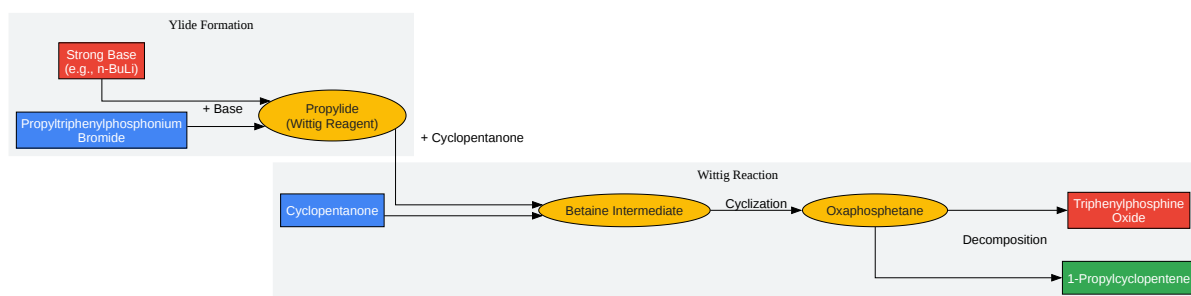 Ylide Formation
Strong Base
(e.g., n-BuLi)
+ Base
Propyltriphenylphosphonium
Bromide
Propylide
(Wittig Reagent)
+ Cyclopentanone
Wittig Reaction
Cyclopentanone
Betaine Intermediate
Cyclization
Oxaphosphetane
Triphenylphosphine
Oxide
Decomposition
1-Propylcyclopentene